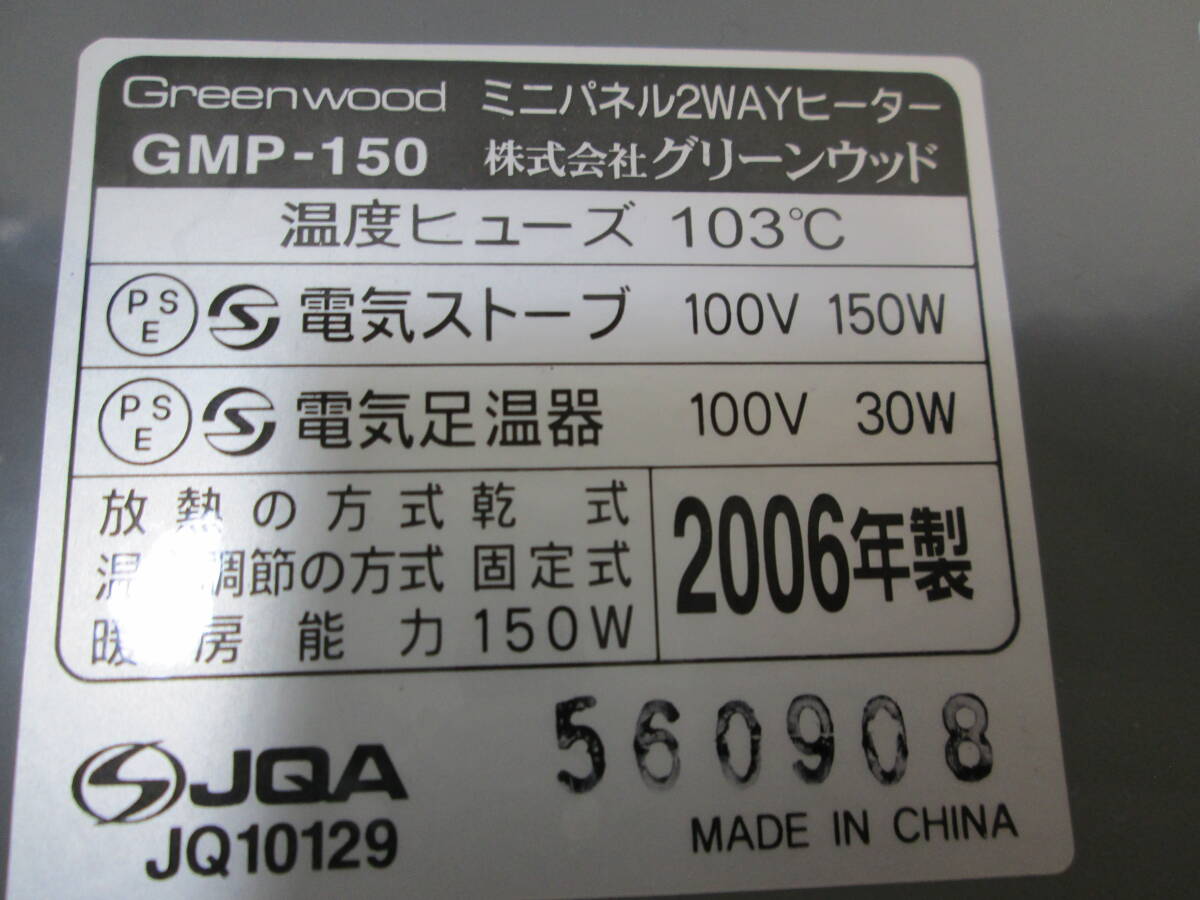 Greenwood ミニパネル2WAYヒーター
GMP-150 株式会社グリーンウッド
温度ヒューズ 103℃
PSE 電気ストーブ 100V 150W
PSE 電気足温器 100V 30W
放熱の方式 乾式
温 調節の方式 固定式
暖房能力 150W
2006年製
JQA
JQ10129
560908
MADE IN CHINA